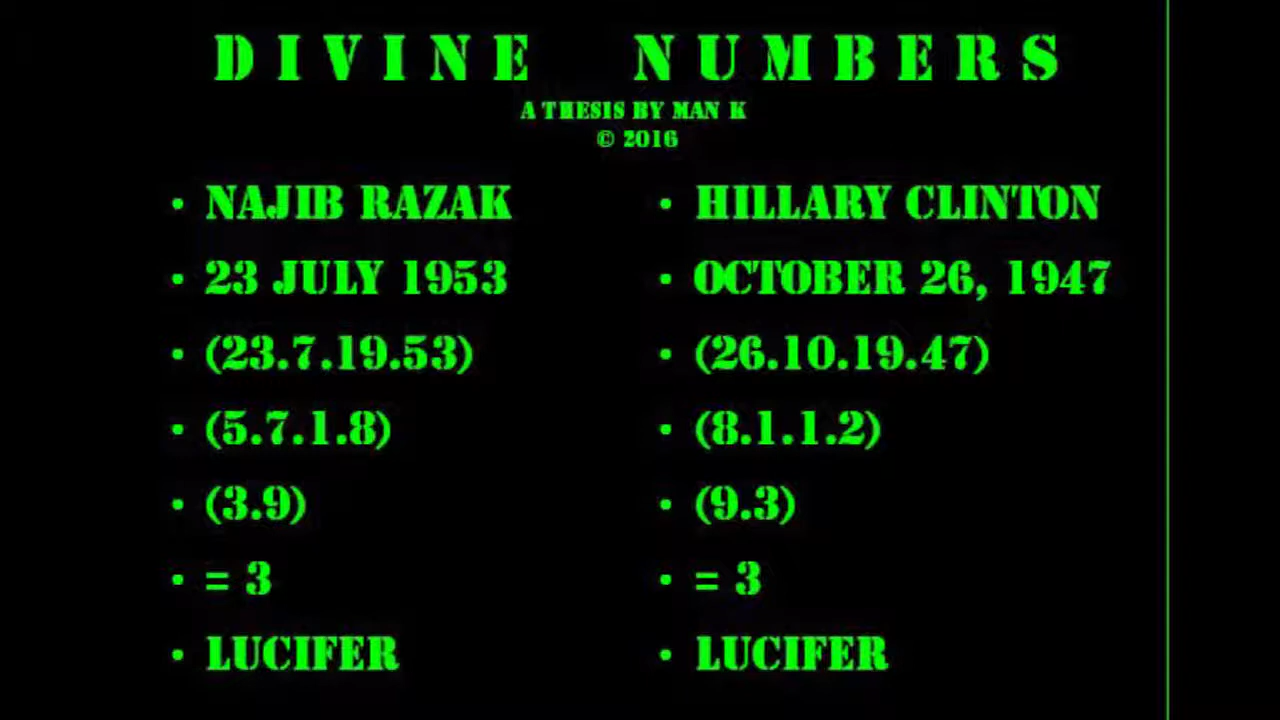 DIVINE NUMBERS
A THESIS BY MAN K
© 2016
• NAJIB RAZAK
• 23 JULY 1953
• (23.7.19.53)
• (5.7.1.8)
• (3.9)
• = 3
• LUCIFER
• HILLARY CLINTON
• OCTOBER 26, 1947
• (26.10.19.47)
• (8.1.1.2)
• (9.3)
• = 3
• LUCIFER